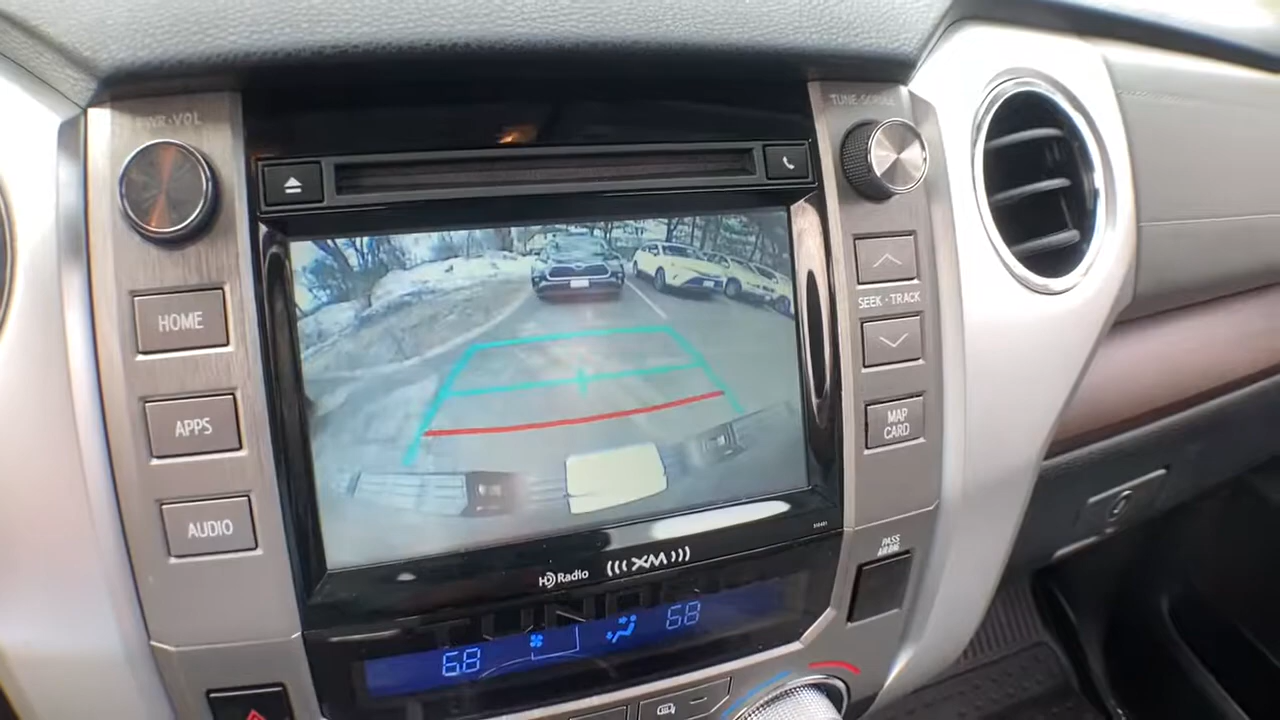 PWR·VOL
TUNE·SCROLL
HOME
APPS
AUDIO
SEEK · TRACK
MAP
CARD
PASS
AIR BAG
HD Radio
(((XM)))
TUNDRA
68
68